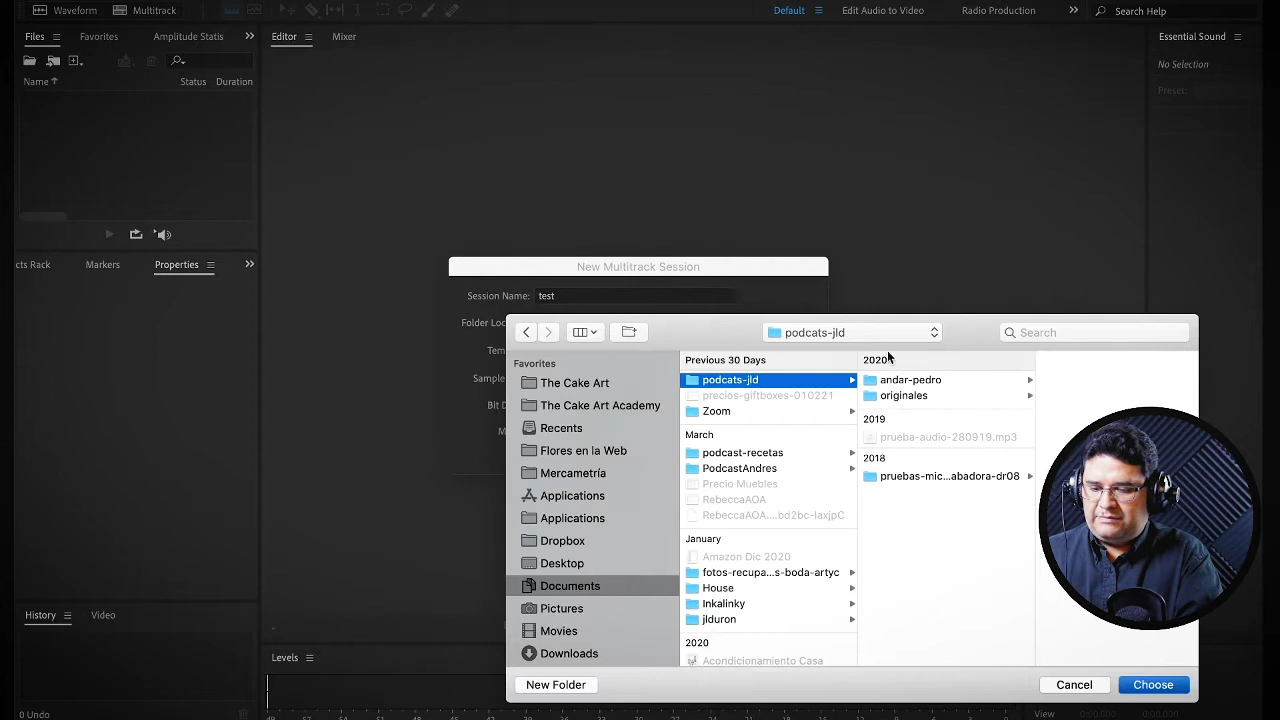 Waveform Multitrack Default Edit Audio to Video Radio Production Search Help
Files Favorites Amplitude Statis Editor Mixer Essential Sound
No Selection
Name Status Duration
Preset:
cts Rack Markers Properties
New Multitrack Session
Session Name: test
Folder Loc
podcats-jld Search
Tem
Sample
Bit D
M
Favorites
The Cake Art
The Cake Art Academy
Recents
Flores en la Web
Mercametría
Applications
Applications
Dropbox
Desktop
Documents
Pictures
Movies
Downloads
Previous 30 Days
podcats-jld
precios-giftboxes-010221
Zoom
March
podcast-recetas
PodcastAndres
Precio Muebles
RebeccaAOA
RebeccaAOA....bd2bc-laxjpC
January
Amazon Dic 2020
fotos-recupa...s-boda-artyc
House
Inkalinky
jlduron
2020
Acondicionamiento Casa
2020
andar-pedro
originales
2019
prueba-audio-280919.mp3
2018
pruebas-mic...abadora-dr08
New Folder Cancel Choose
History Video
Levels
0 Undo
View